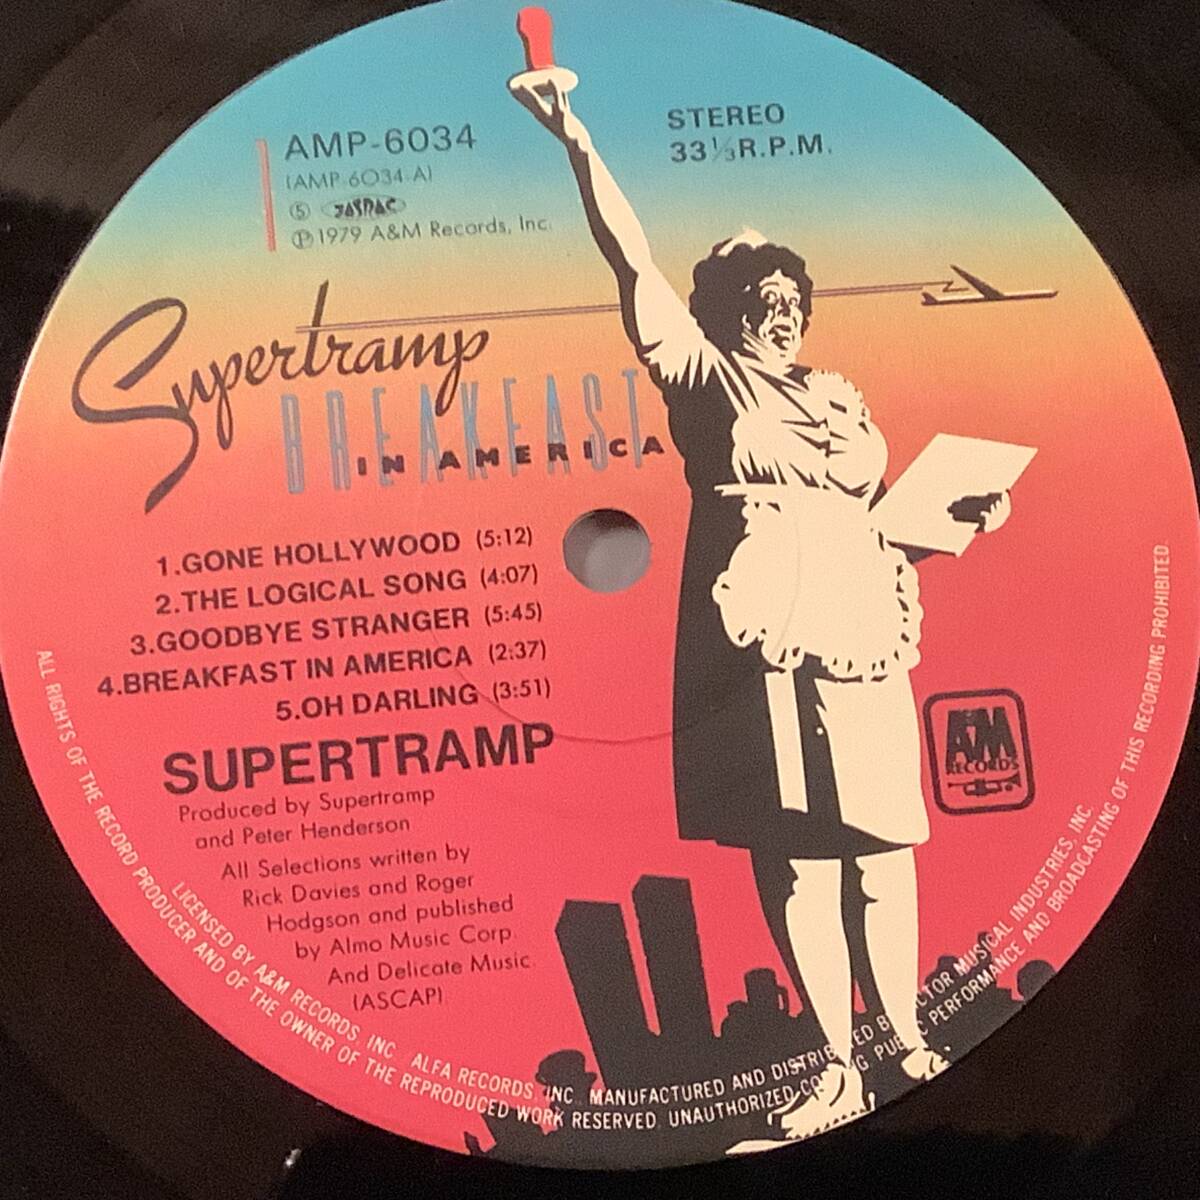 AMP-6034
(AMP-6034-A)
Ⓢ JASRAC
Ⓟ1979 A&M Records, Inc.
STEREO
33⅓R.P.M.
Supertramp
BREAKFAST
IN AMERICA
1.GONE HOLLYWOOD (5:12)
2.THE LOGICAL SONG (4:07)
3.GOODBYE STRANGER (5:45)
4.BREAKFAST IN AMERICA (2:37)
5.OH DARLING (3:51)
SUPERTRAMP
Produced by Supertramp
and Peter Henderson
All Selections written by
Rick Davies and Roger
Hodgson and published
by Almo Music Corp.
And Delicate Music.
(ASCAP)
A&M
RECORDS
LICENSED BY A&M RECORDS, INC. ALFA RECORDS, INC. MANUFACTURED AND DISTRIBUTED BY VICTOR MUSICAL INDUSTRIES, INC.
ALL RIGHTS OF THE RECORD PRODUCER AND OF THE OWNER OF THE REPRODUCED WORK RESERVED. UNAUTHORIZED COPYING PUBLIC PERFORMANCE AND BROADCASTING OF THIS RECORDING PROHIBITED.